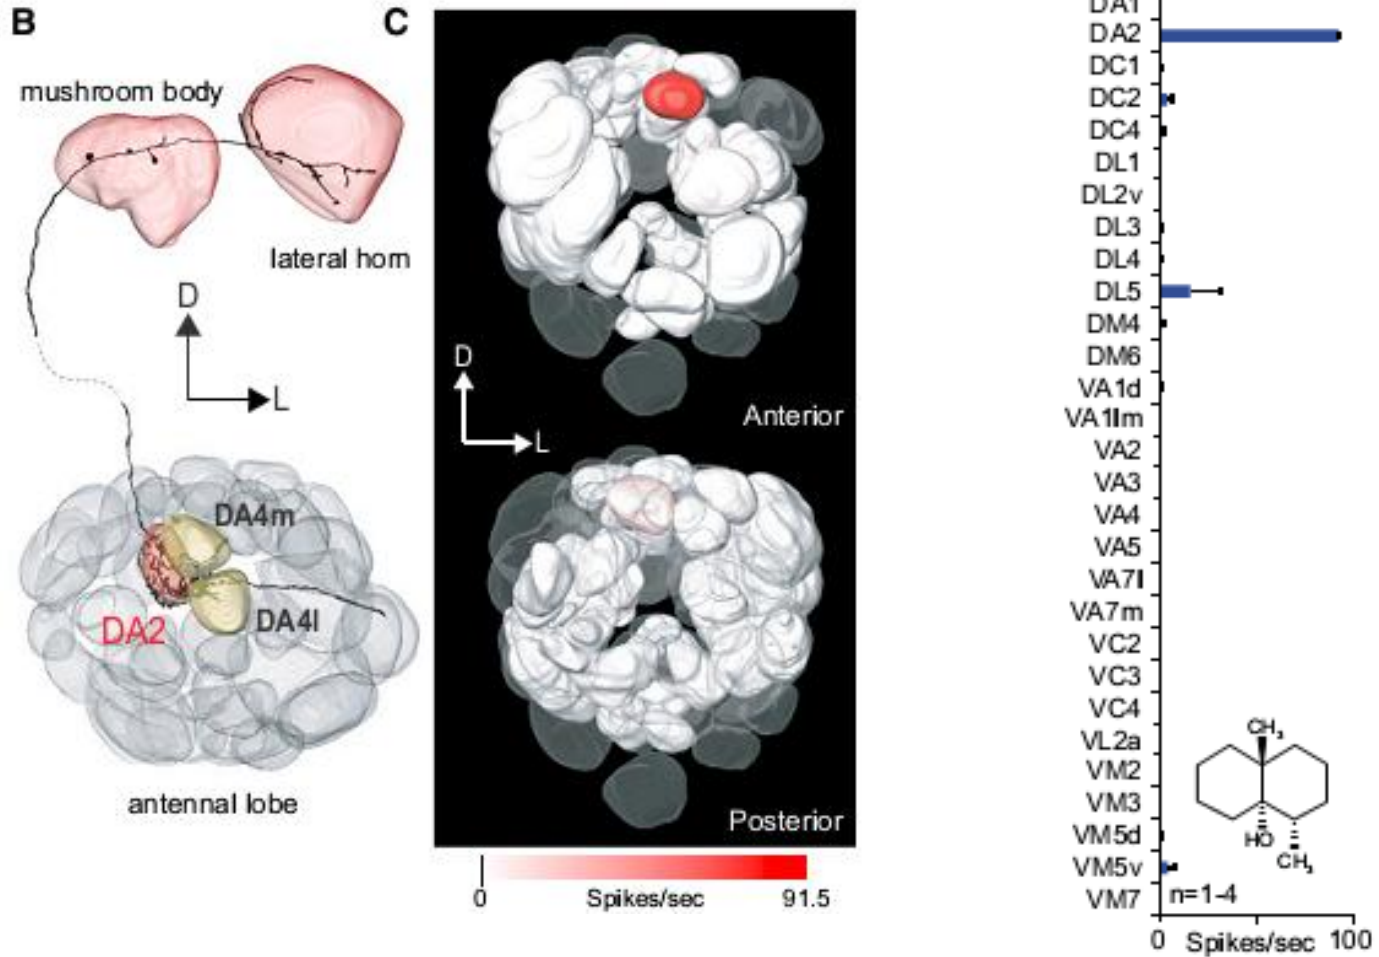 B
mushroom body
lateral horn
D
L
DA4m
DA4l
DA2
antennal lobe
C
D
L
Anterior
Posterior
0
Spikes/sec
91.5
DA1
DA2
DC1
DC2
DC4
DL1
DL2v
DL3
DL4
DL5
DM4
DM6
VA1d
VA1lm
VA2
VA3
VA4
VA5
VA7l
VA7m
VC2
VC3
VC4
VL2a
VM2
VM3
VM5d
VM5v
VM7
CH₃
HO
CH₃
n=1-4
0 Spikes/sec 100